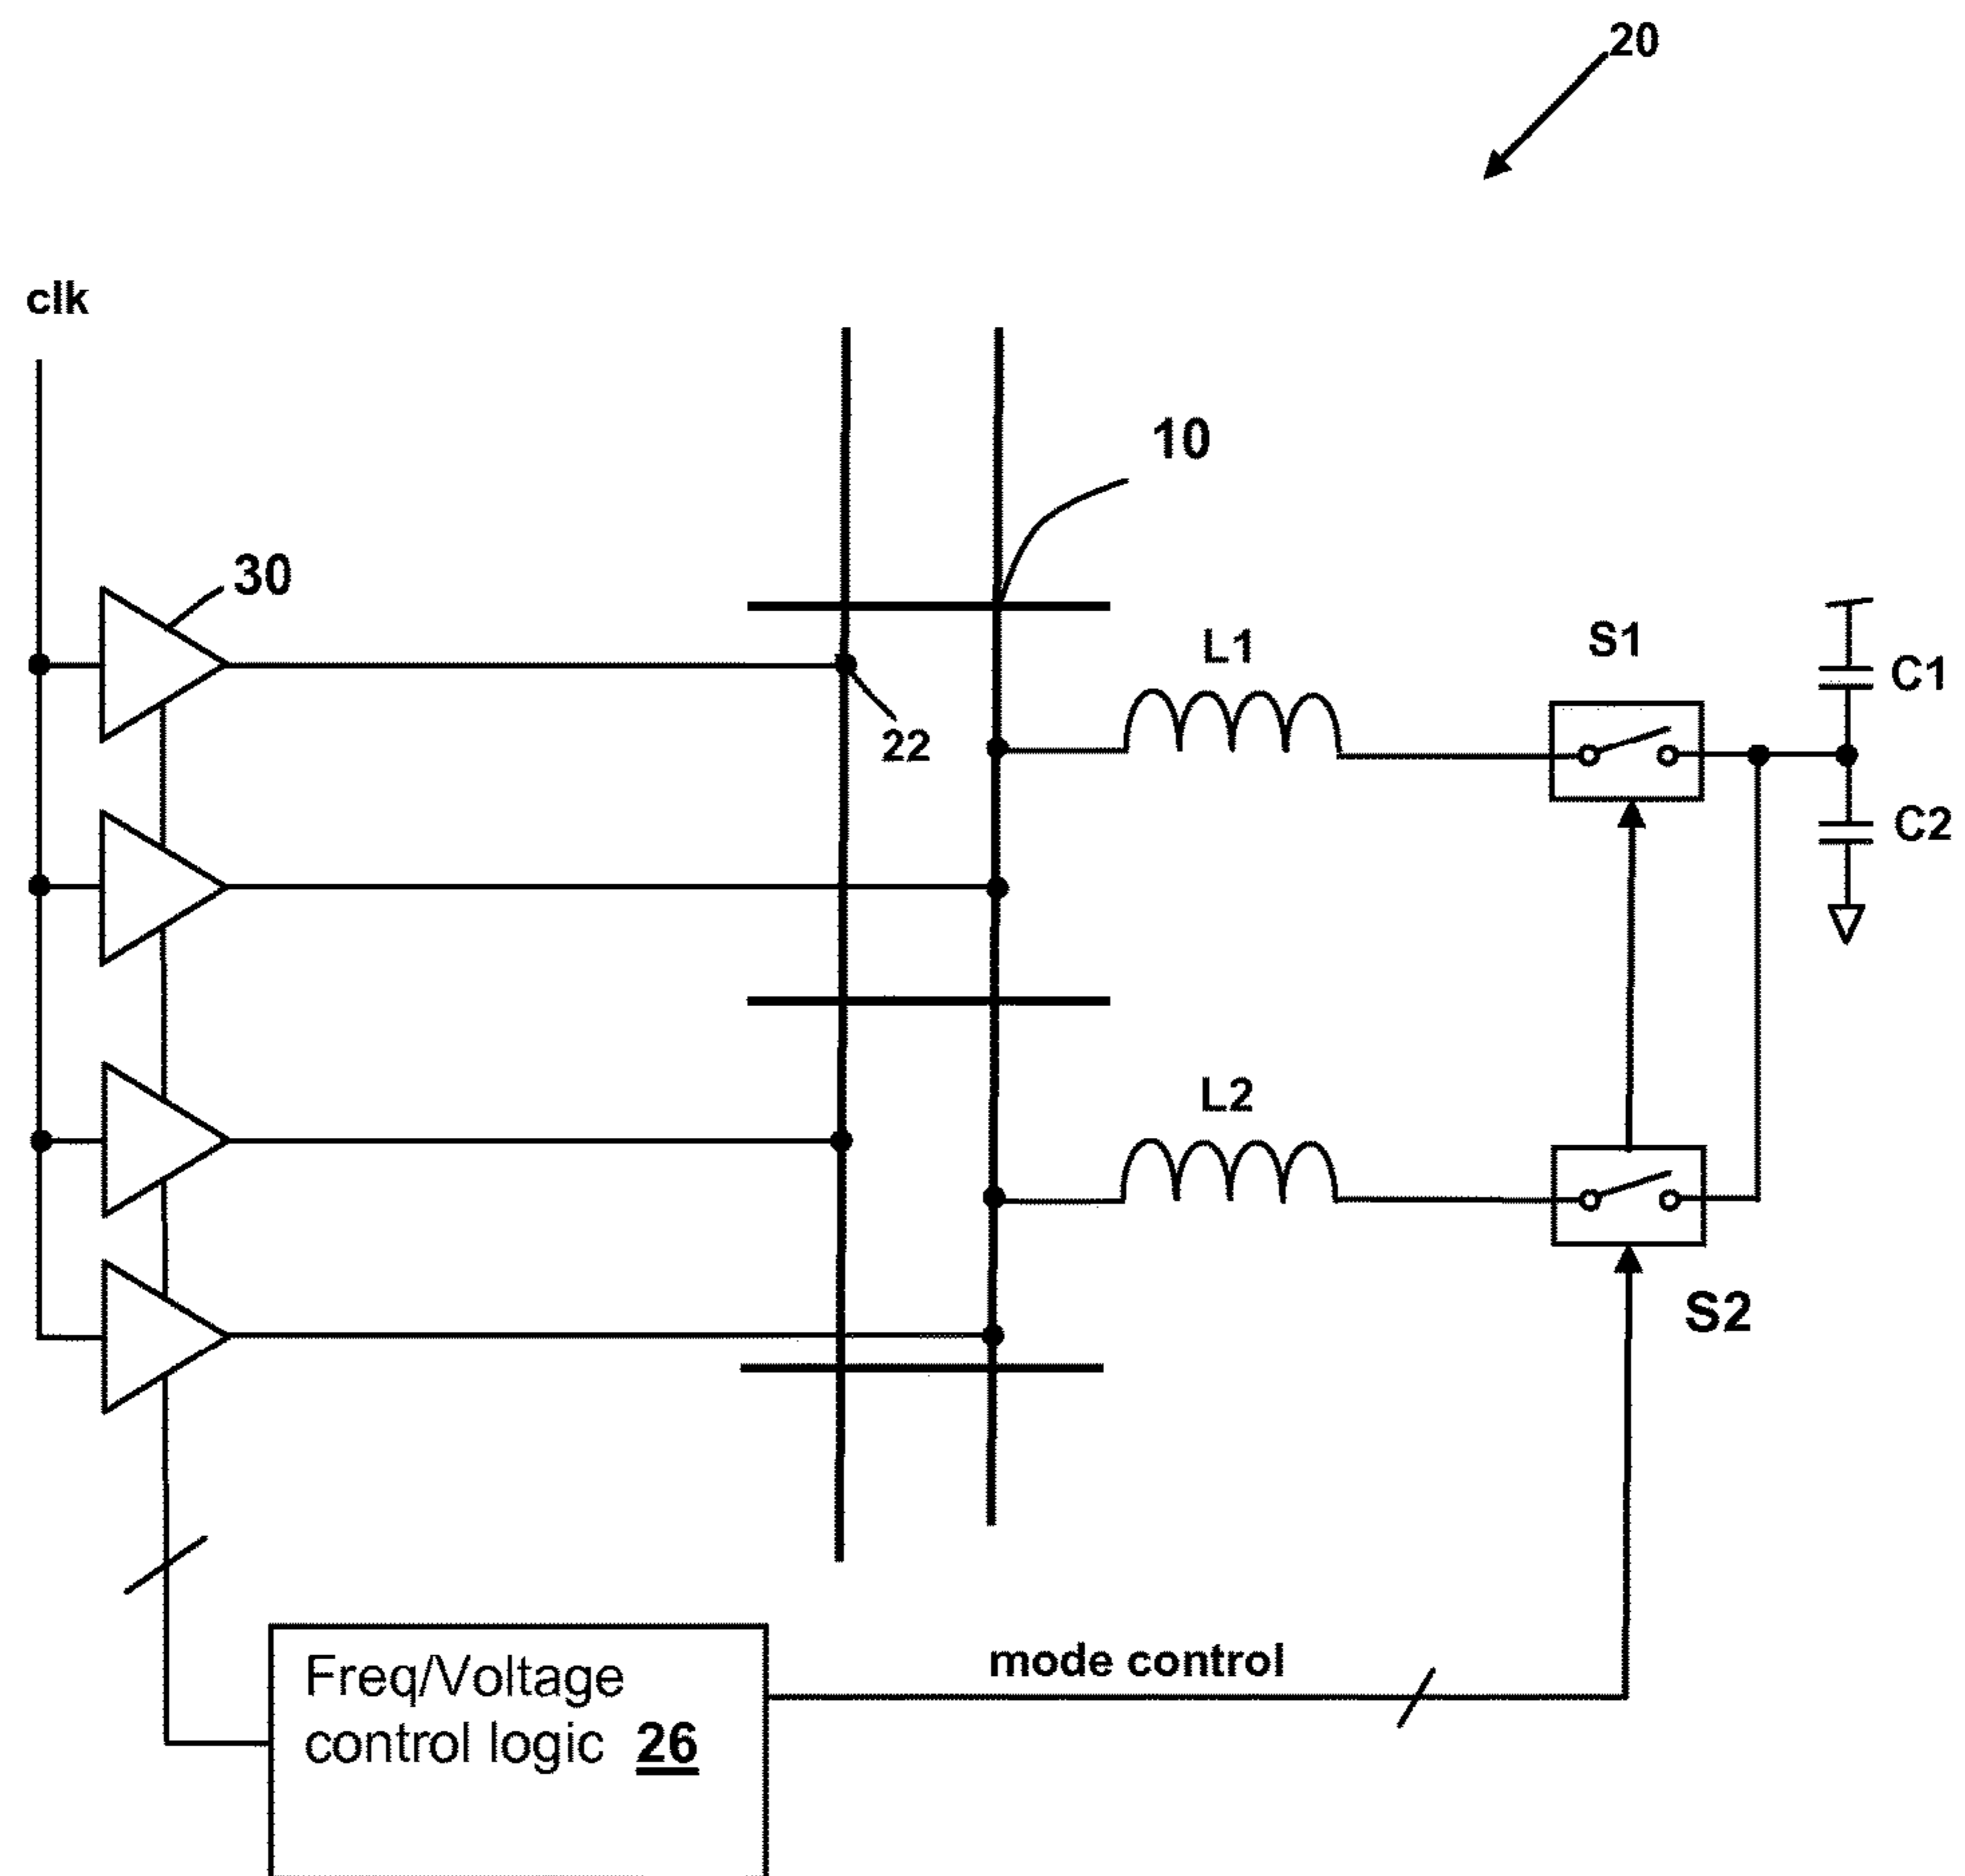 20
clk
10
30
L1
S1
C1
22
C2
L2
S2
mode control
Freq/Voltage
control logic 26